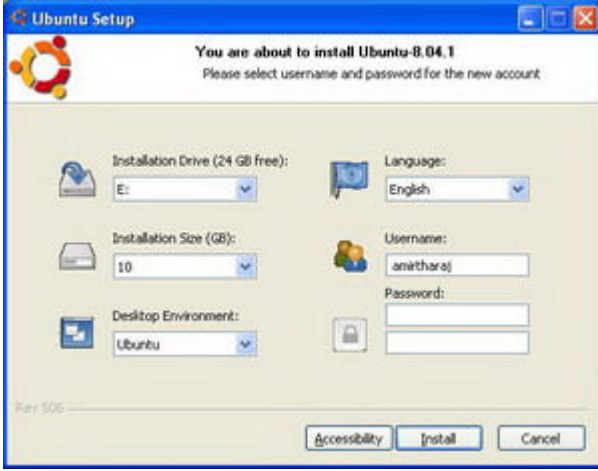 Ubuntu Setup
You are about to install Ubuntu-8.04.1
Please select username and password for the new account
Installation Drive (24 GB free):
E:
Language:
English
Installation Size (GB):
10
Username:
amirtharaj
Password:
Desktop Environment:
Ubuntu
Rev 506
Accessibility
Install
Cancel